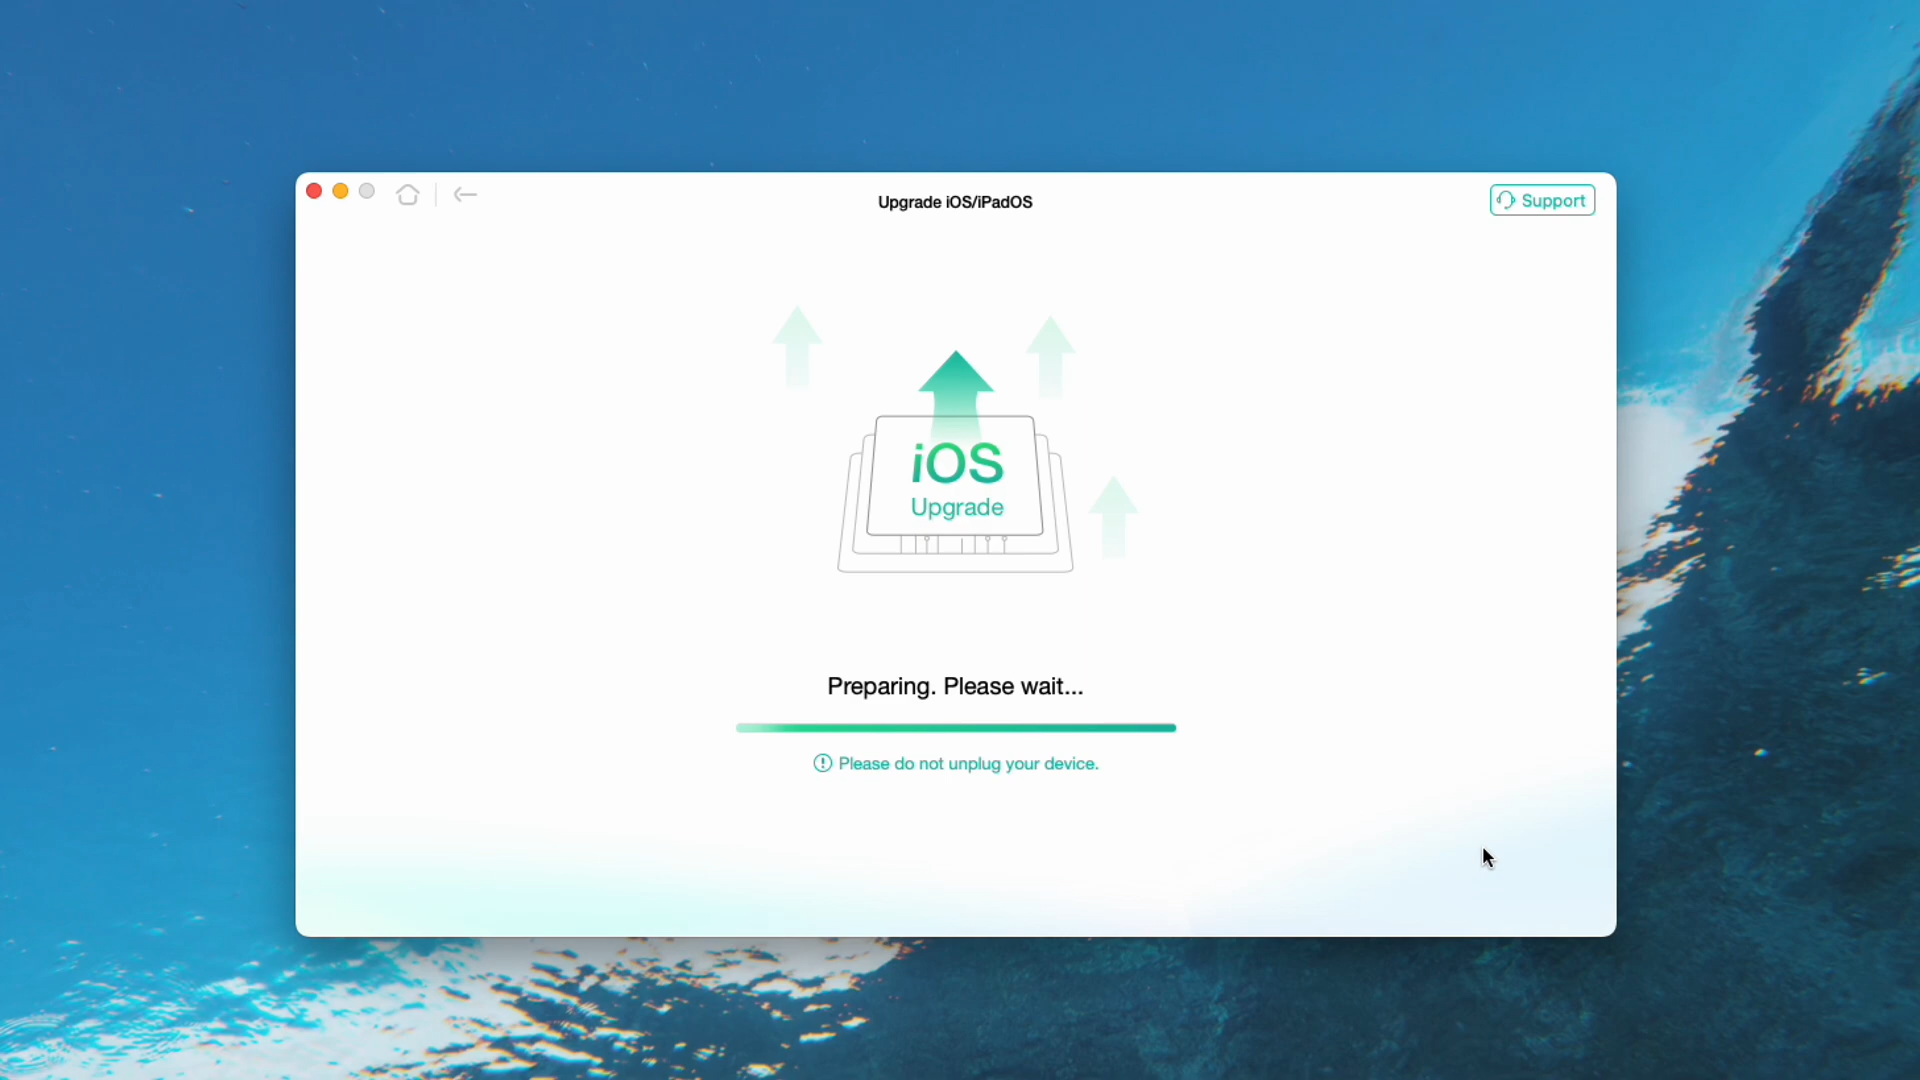 Upgrade iOS/iPadOS
Support
iOS
Upgrade
Preparing. Please wait...
Please do not unplug your device.